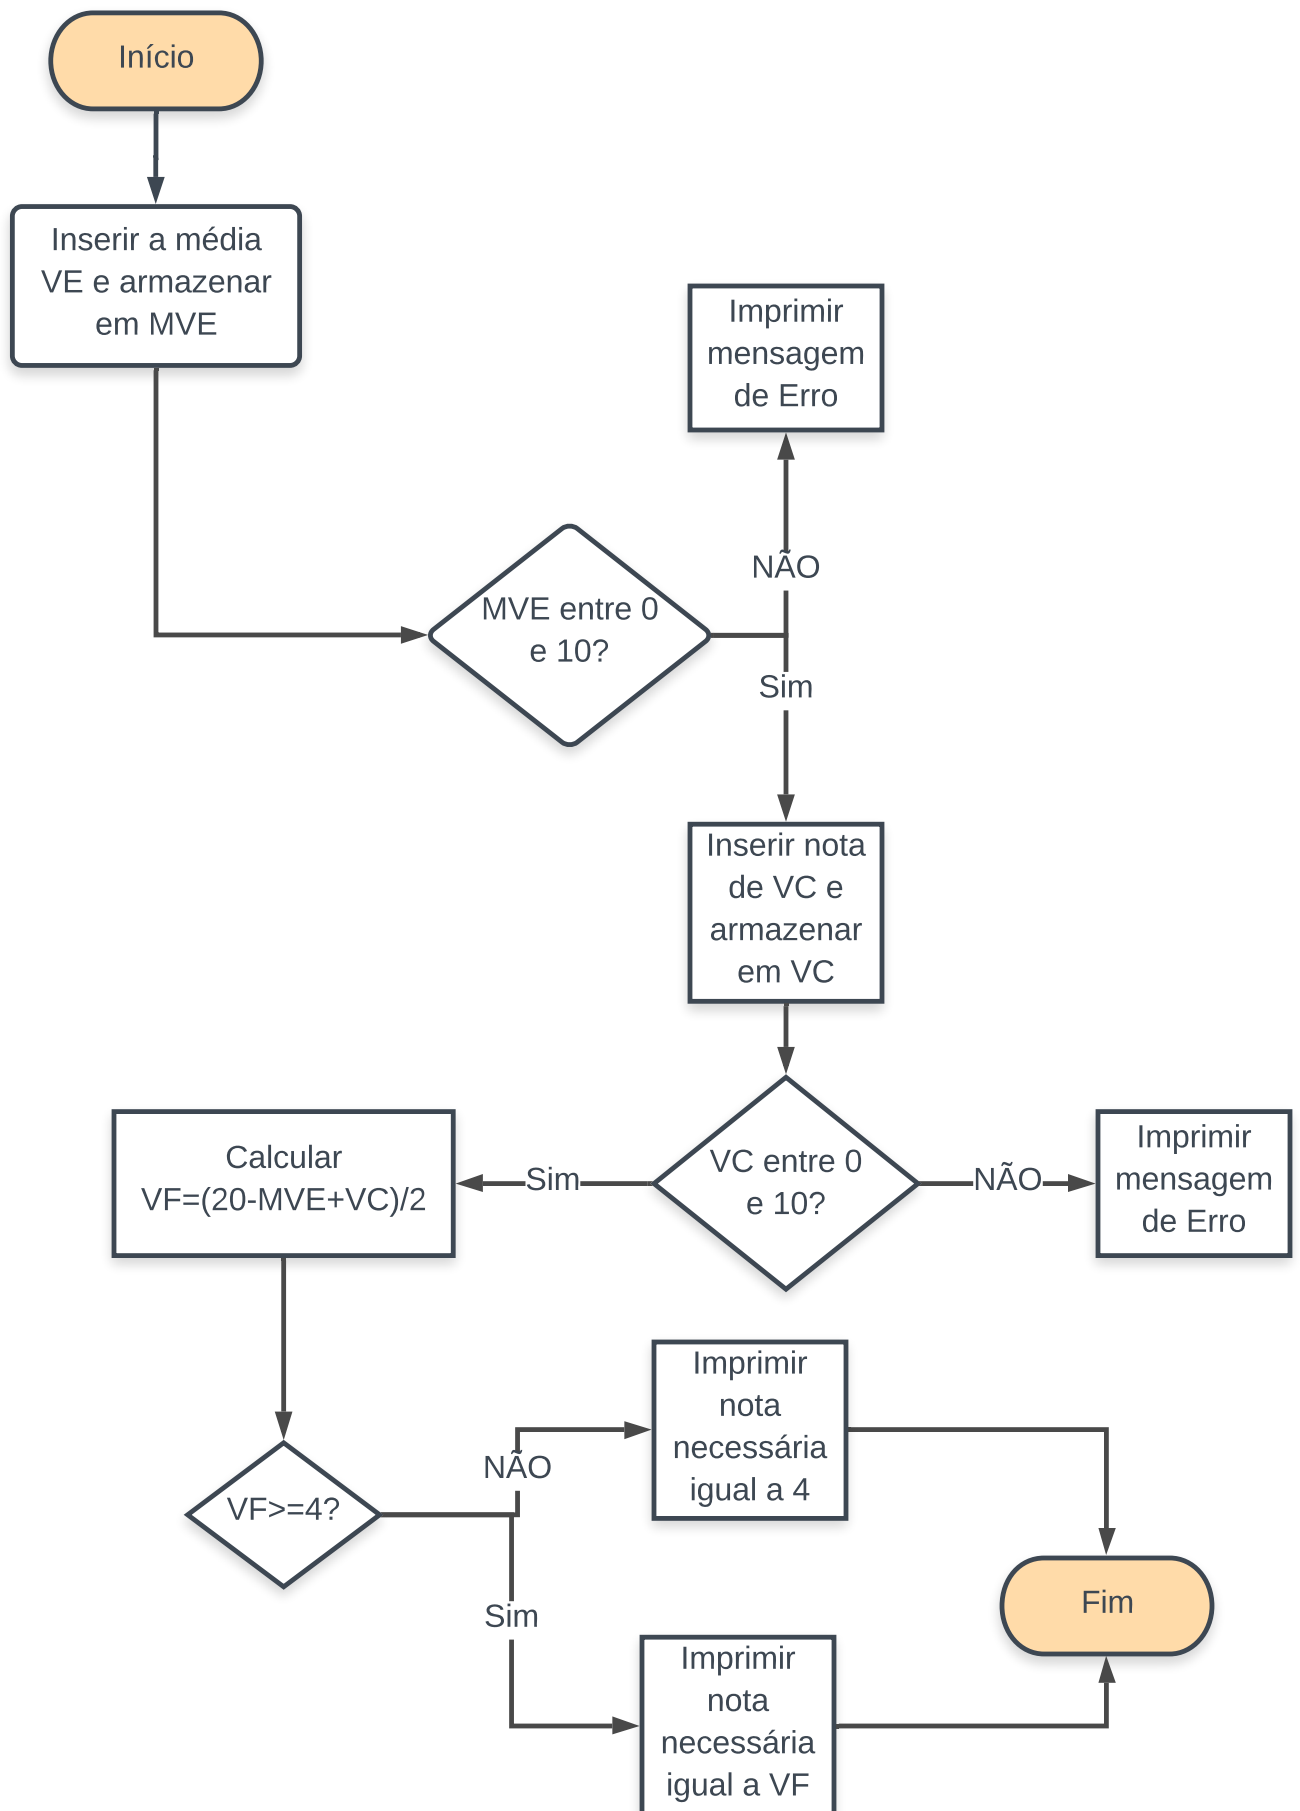 Início
Inserir a média
VE e armazenar
em MVE
Imprimir
mensagem
de Erro
NÃO
MVE entre 0
e 10?
Sim
Inserir nota
de VC e
armazenar
em VC
VC entre 0
e 10?
NÃO
Imprimir
mensagem
de Erro
Sim
Calcular
VF=(20-MVE+VC)/2
VF>=4?
NÃO
Imprimir
nota
necessária
igual a 4
Sim
Imprimir
nota
necessária
igual a VF
Fim